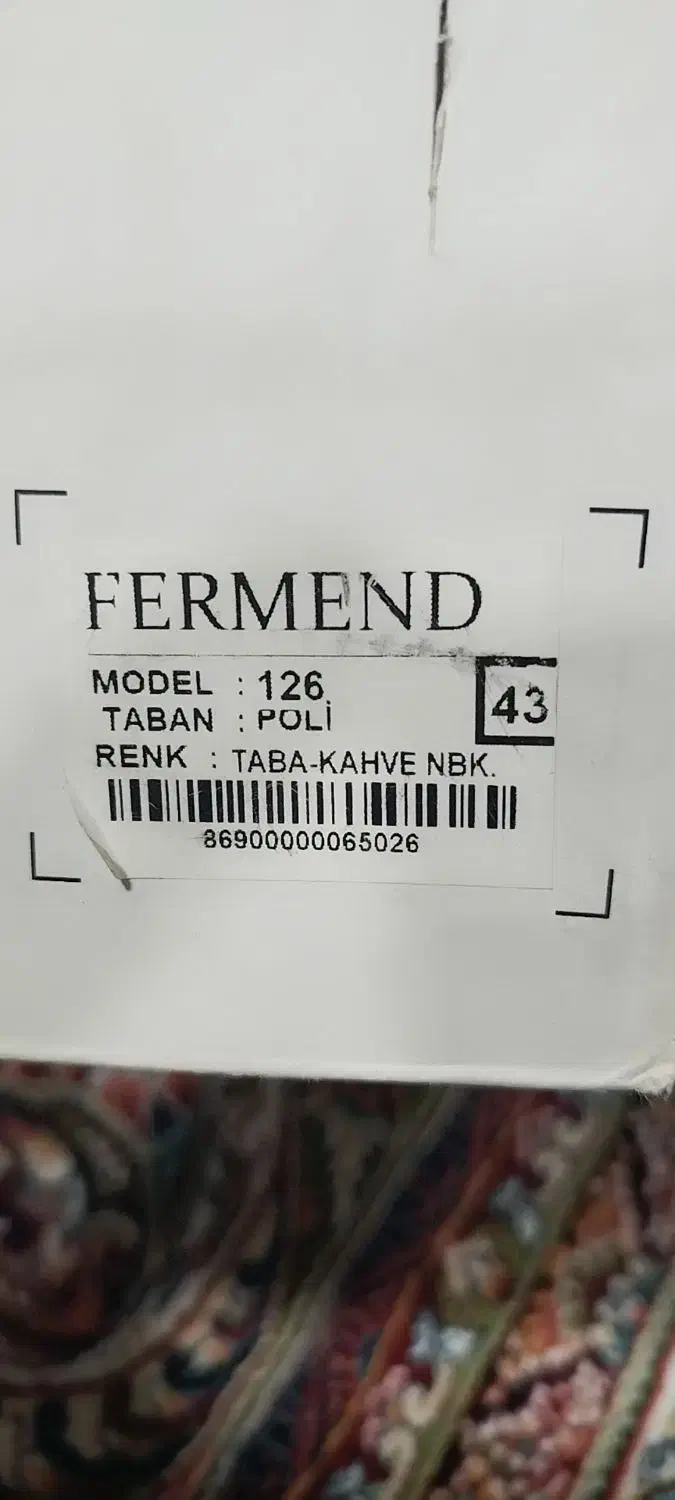 FERMEND
MODEL : 126
43
TABAN : POLİ
RENK : TABA-KAHVE NBK.
86900000065026